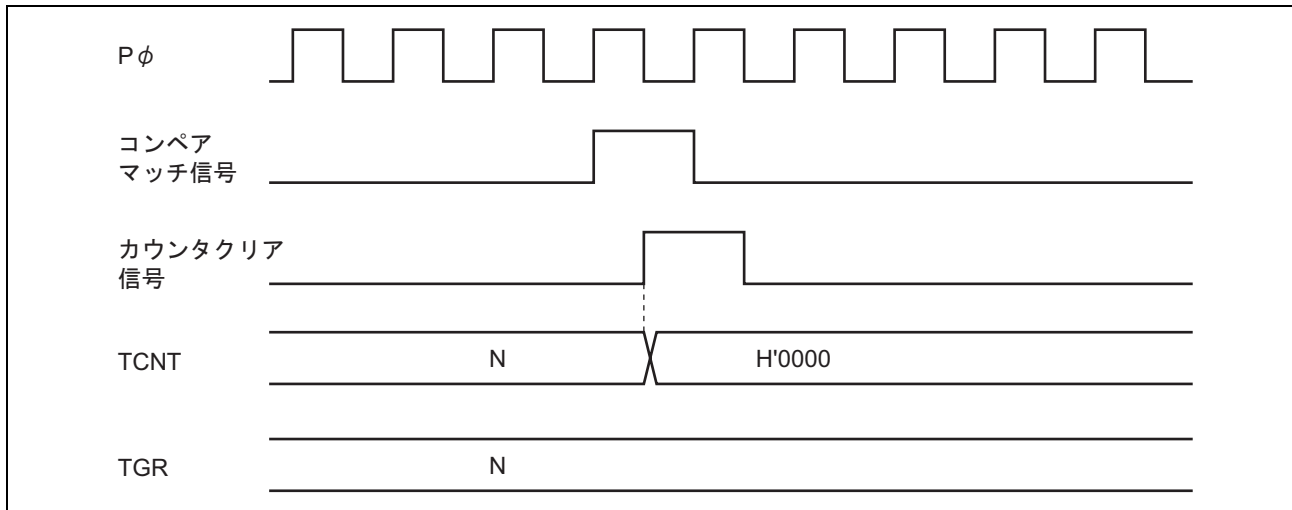 Pφ
コンペア
マッチ信号
カウンタクリア
信号
TCNT
N
H'0000
TGR
N